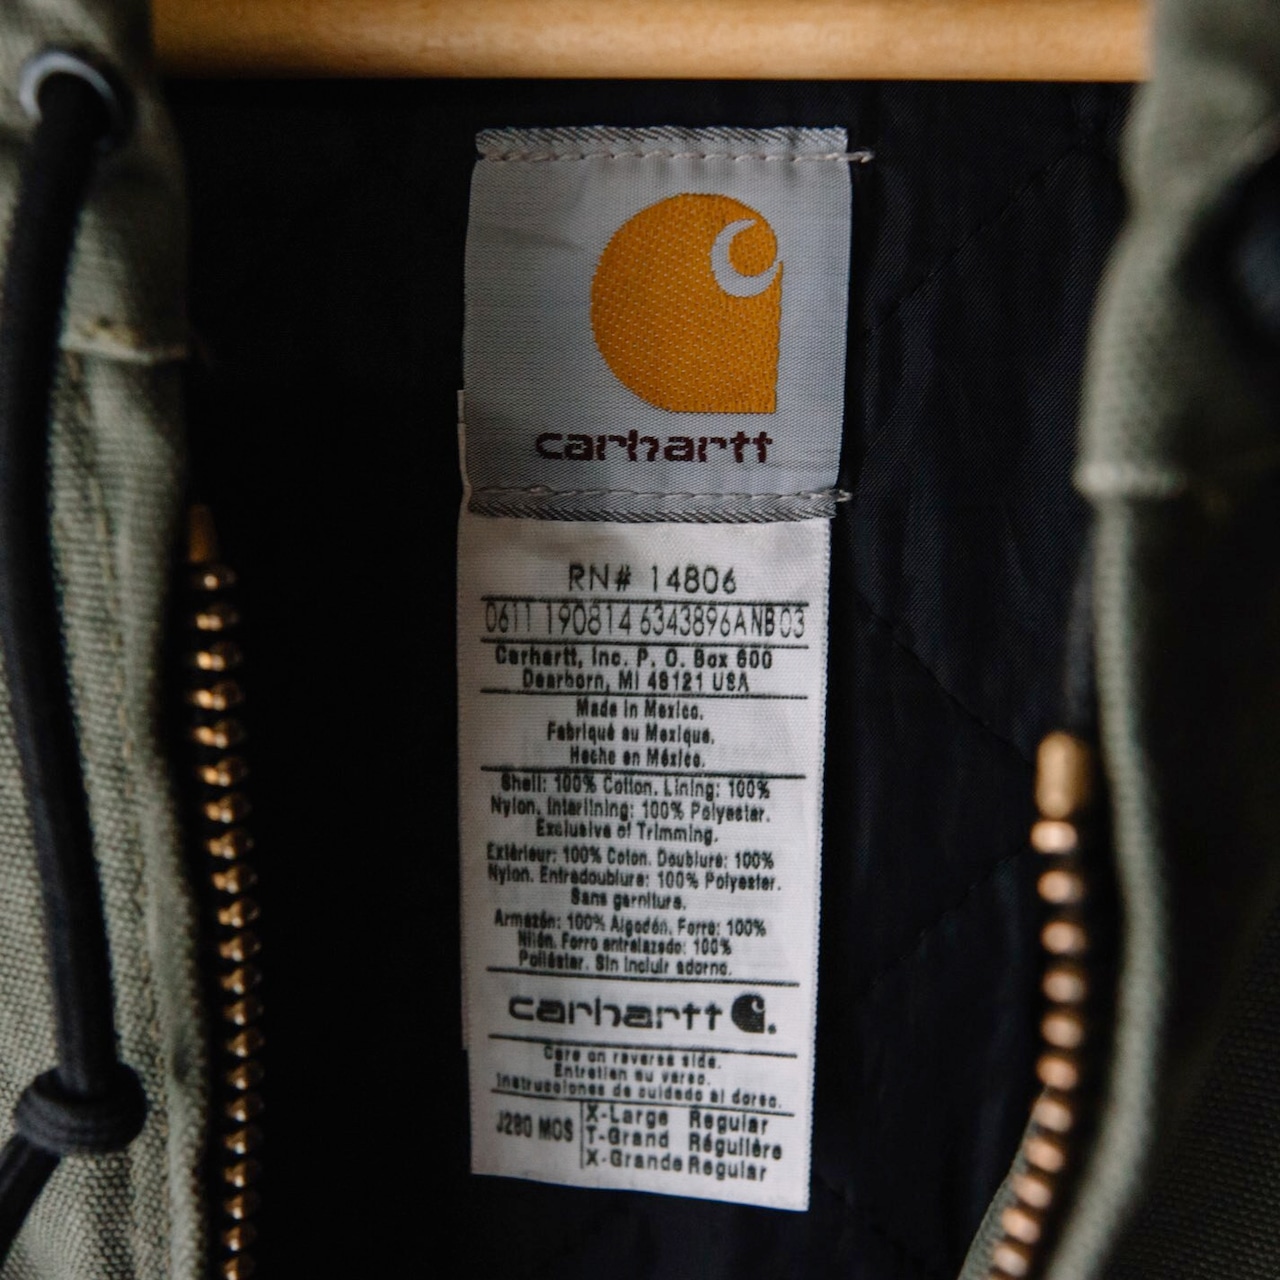 carhartt
RN# 14806
0611 190814 6343896ANB03
Carhartt, Inc. P. O. Box 600
Dearborn, MI 48121 USA
Made in Mexico.
Fabriqué au Mexique.
Hecho en México.
Shell: 100% Cotton. Lining: 100%
Nylon. Interlining: 100% Polyester.
Exclusive of Trimming.
Extérieur: 100% Coton. Doublure: 100%
Nylon. Entredoublure: 100% Polyester.
Sans garniture.
Armazón: 100% Algodón. Forro: 100%
Nilón. Forro entrelazado: 100%
Poliéster. Sin incluir adorno.
carhartt
Care on reverse side.
Entretien au verso.
Instrucciones de cuidado al dorso.
J280 MOS
X-Large Regular
T-Grand Régulière
X-Grande Regular